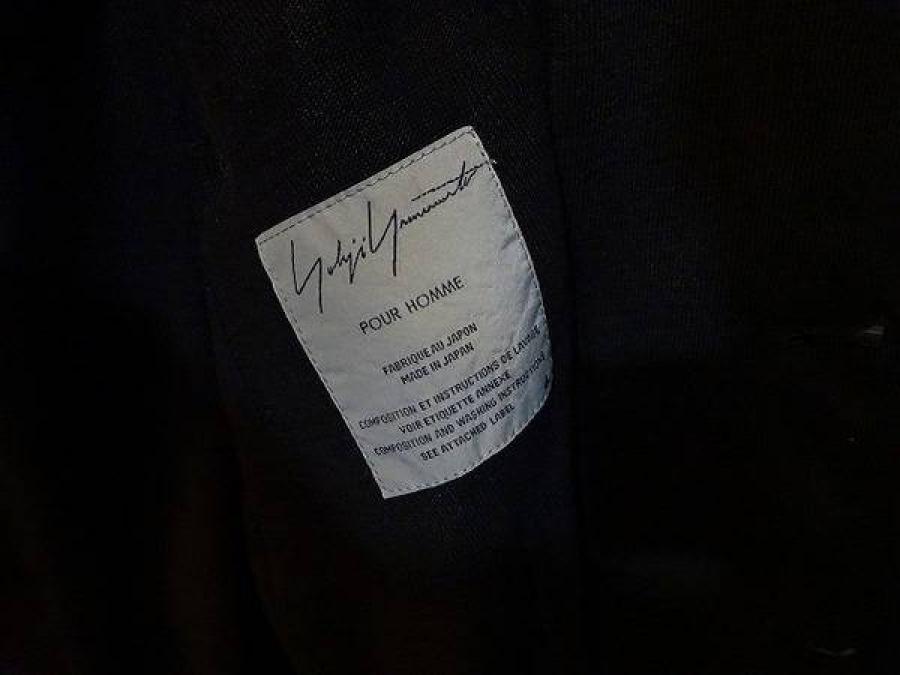 Yohji Yamamoto
POUR HOMME
FABRIQUE AU JAPON
MADE IN JAPAN
COMPOSITION ET INSTRUCTIONS DE LAVAGE
VOIR ETIQUETTE ANNEXE
COMPOSITION AND WASHING INSTRUCTIONS
SEE ATTACHED LABEL